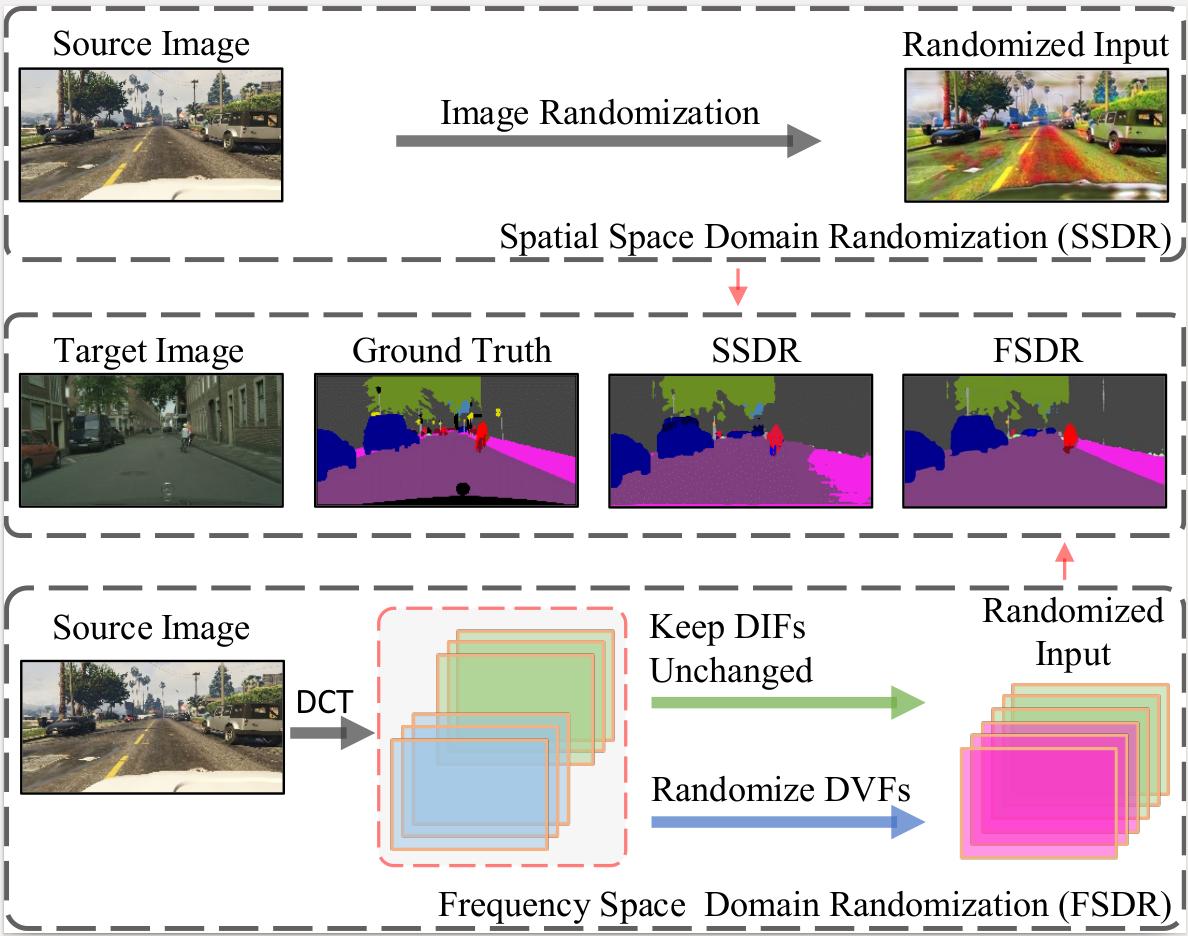 Source Image
Randomized Input
Image Randomization
Spatial Space Domain Randomization (SSDR)
Target Image
Ground Truth
SSDR
FSDR
Source Image
DCT
Keep DIFs
Unchanged
Randomize DVFs
Randomized
Input
Frequency Space Domain Randomization (FSDR)